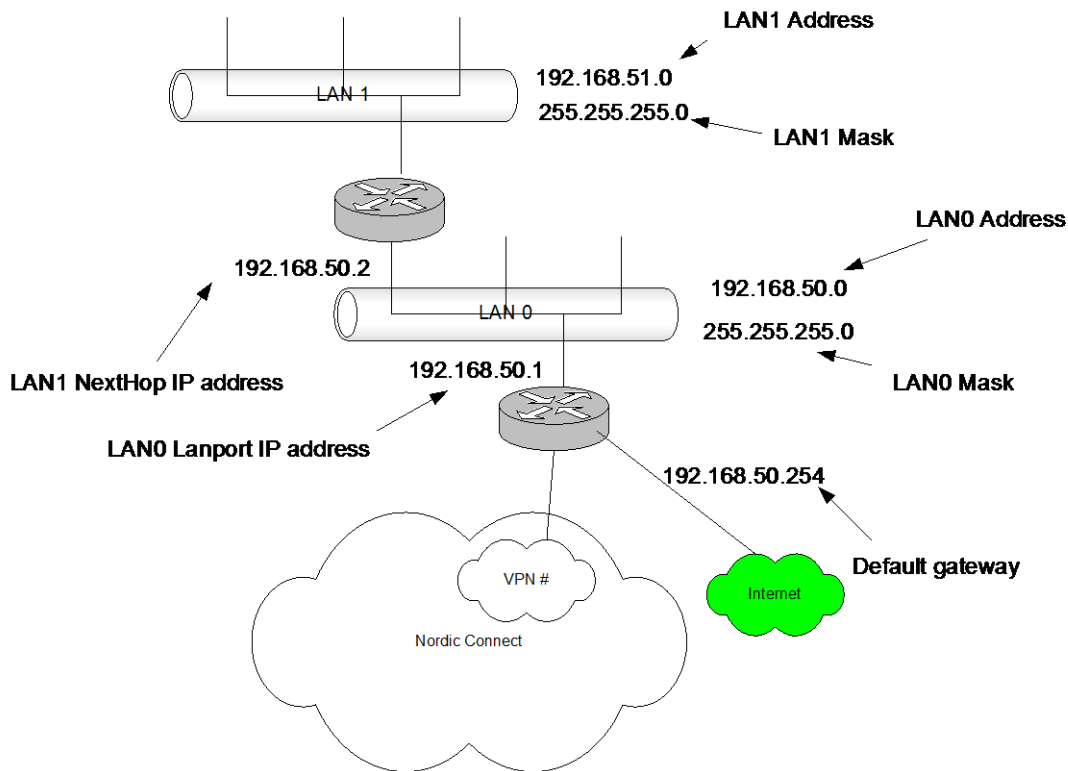 LAN1 Address
192.168.51.0
LAN 1
255.255.255.0
LAN1 Mask
LAN0 Address
192.168.50.2
192.168.50.0
LAN 0
255.255.255.0
192.168.50.1
LAN1 NextHop IP address
LAN0 Mask
LAN0 Lanport IP address
192.168.50.254
Default gateway
VPN #
Internet
Nordic Connect